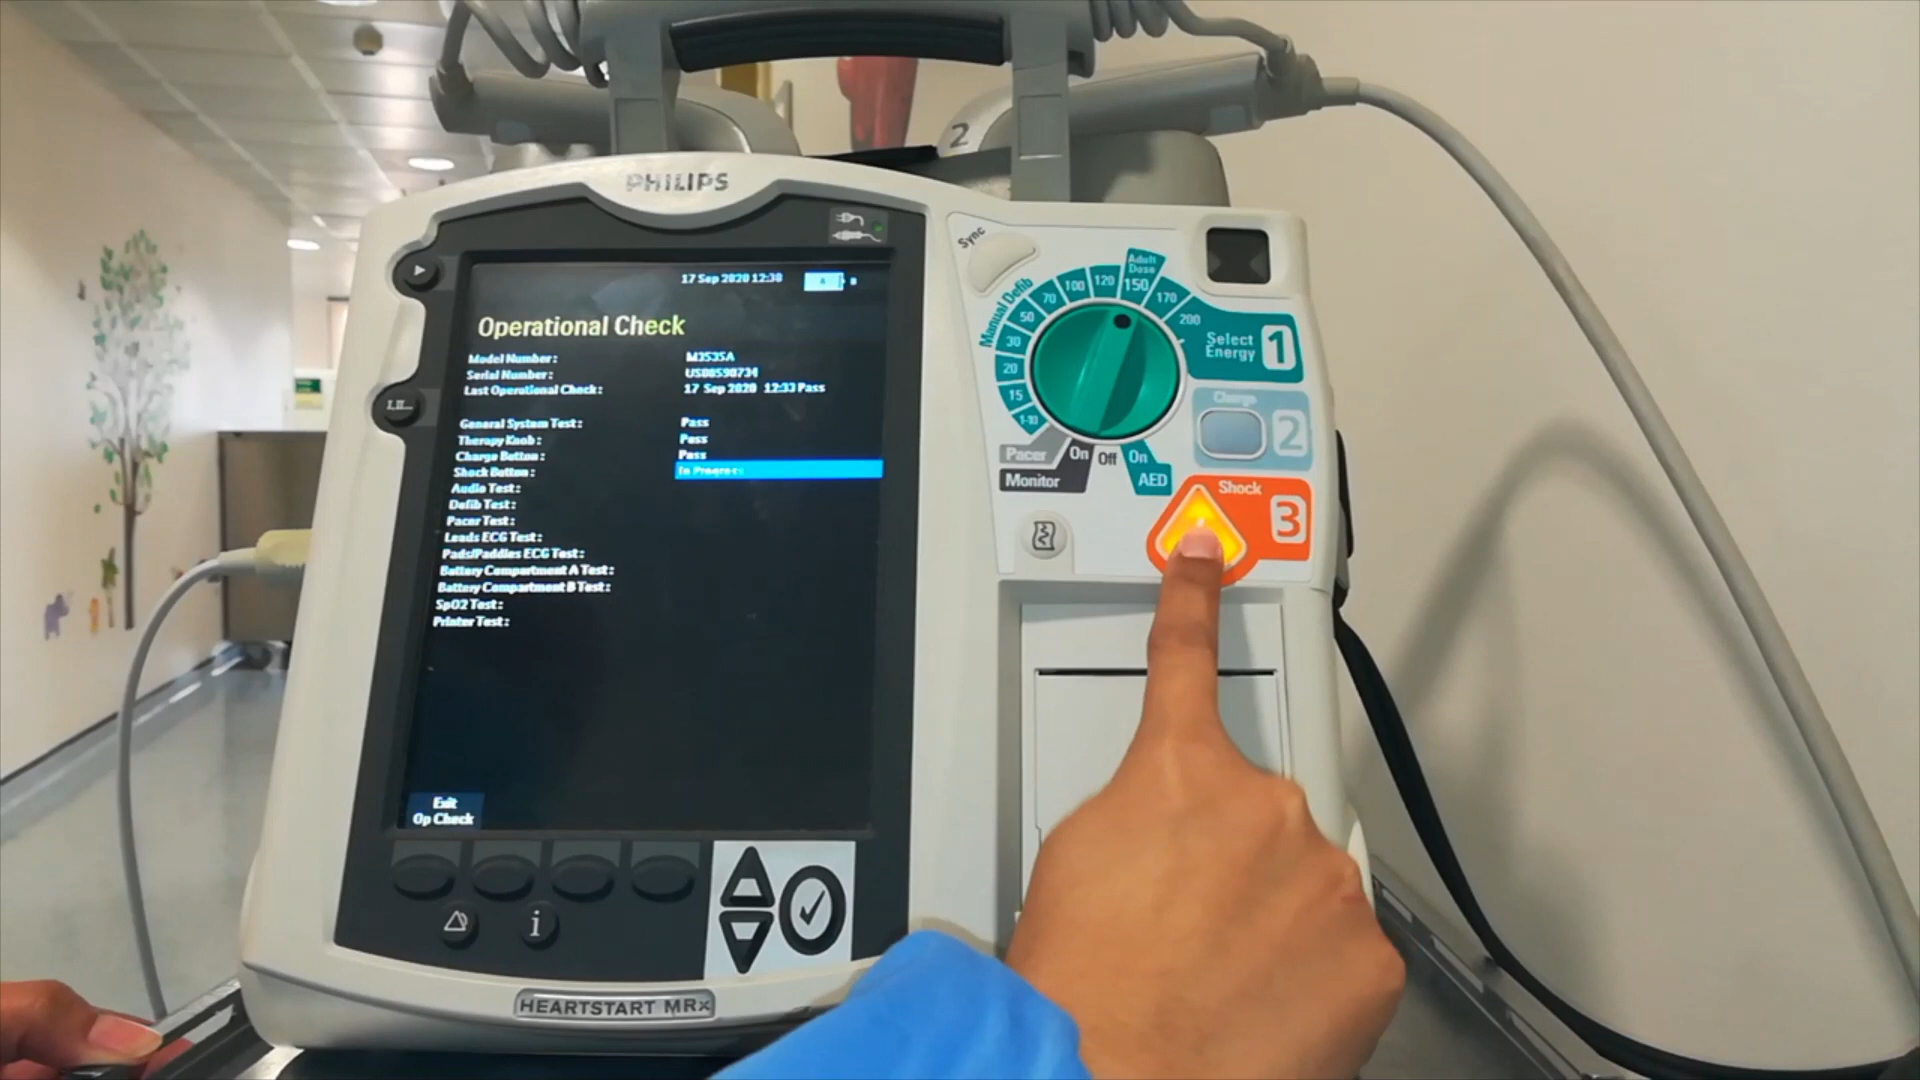 2
PHILIPS
17 Sep 2020 12:38
A B
Operational Check
Model Number: M3535A
Serial Number: US00590734
Last Operational Check: 17 Sep 2020 12:33 Pass
General System Test: Pass
Therapy Knob: Pass
Charge Button: Pass
Shock Button: In Progress
Audio Test:
Defib Test:
Pacer Test:
Leads ECG Test:
Pads/Paddles ECG Test:
Battery Compartment A Test:
Battery Compartment B Test:
SpO2 Test:
Printer Test:
Exit
Op Check
i
HEARTSTART MRx
Sync
Manual Defib
1-10
15
20
30
50
70
100
120
Adult
Dose
150
170
200
Select
Energy
1
Charge
2
Pacer
Monitor
On
Off
On
AED
Shock
3